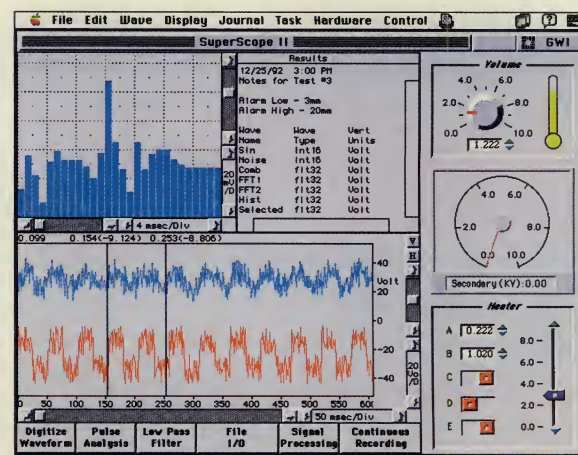 File Edit Wave Display Journal Task Hardware Control
SuperScope II
GWI
Results
12/25/92 3:00 PM
Notes for Test #3
Alarm Low - 3mm
Alarm High - 20mm
Wave Wave Vert
Name Type Units
Sin Int16 Volt
Noise Int16 Volt
Comb flt32 Volt
FFT1 flt32 Volt
FFT2 flt32 Volt
Hist flt32 Volt
Selected flt32 Volt
20
mV
/D
4 msec/Div
0.099 0.154(-9.124) 0.253(-8.806)
V
H
40
Volt
20
0
-20
-40
20
Vo
/D
0 50 100 150 200 250 300 350 400 450 500 550 600
50 msec/Div
Digitize Waveform
Pulse Analysis
Low Pass Filter
File I/O
Signal Processing
Continuous Recording
Volume
4.0 6.0
2.0 8.0
0.0 10.0
1.222
4.0 6.0
2.0 8.0
0.0 10.0
Secondary (KV):0.00
Heater
A 0.222
B 1.020
C
D
E
8.0
6.0
4.0
2.0
0.0